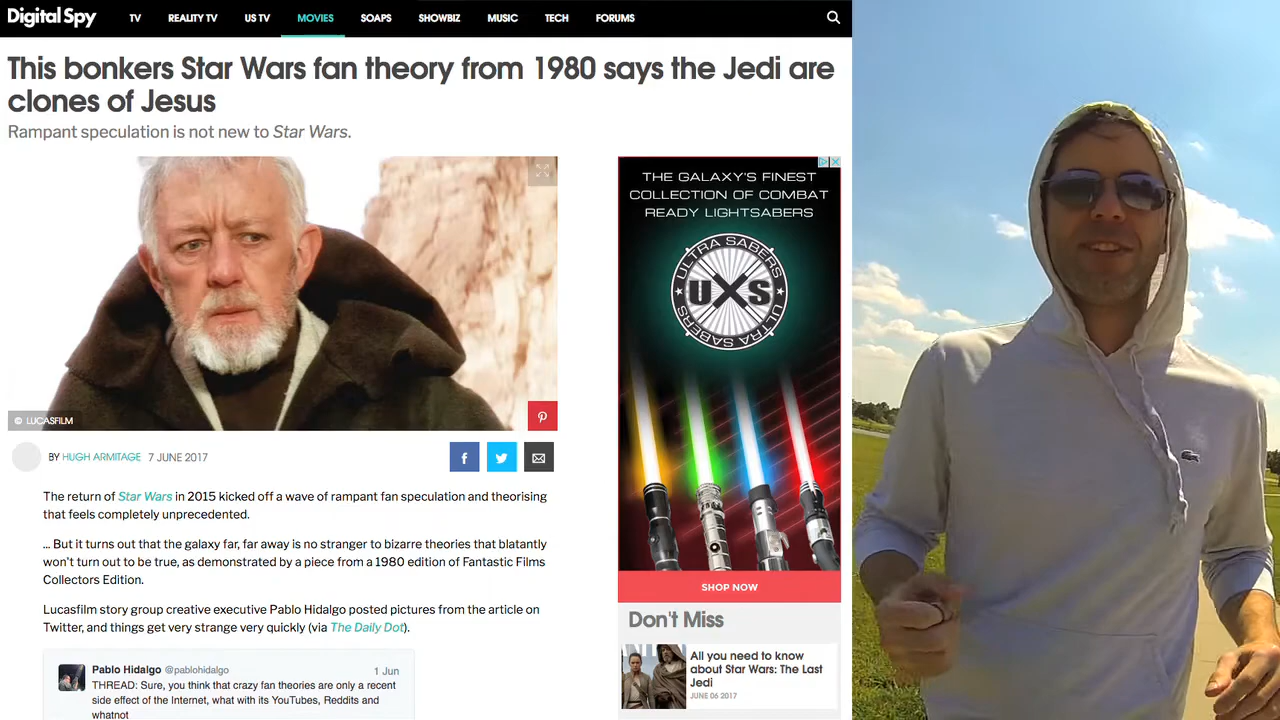 Digital Spy
TV REALITY TV US TV MOVIES SOAPS SHOWBIZ MUSIC TECH FORUMS
This bonkers Star Wars fan theory from 1980 says the Jedi are
clones of Jesus
Rampant speculation is not new to Star Wars.
© LUCASFILM
BY HUGH ARMITAGE 7 JUNE 2017
The return of Star Wars in 2015 kicked off a wave of rampant fan speculation and theorising
that feels completely unprecedented.
... But it turns out that the galaxy far, far away is no stranger to bizarre theories that blatantly
won't turn out to be true, as demonstrated by a piece from a 1980 edition of Fantastic Films
Collectors Edition.
Lucasfilm story group creative executive Pablo Hidalgo posted pictures from the article on
Twitter, and things get very strange very quickly (via The Daily Dot).
Pablo Hidalgo @pablohidalgo 1 Jun
THREAD: Sure, you think that crazy fan theories are only a recent
side effect of the Internet, what with its YouTubes, Reddits and
whatnot
THE GALAXY'S FINEST
COLLECTION OF COMBAT
READY LIGHTSABERS
ULTRA SABERS
UXS
ULTRA SABERS
SHOP NOW
Don't Miss
All you need to know
about Star Wars: The Last
Jedi
JUNE 06 2017